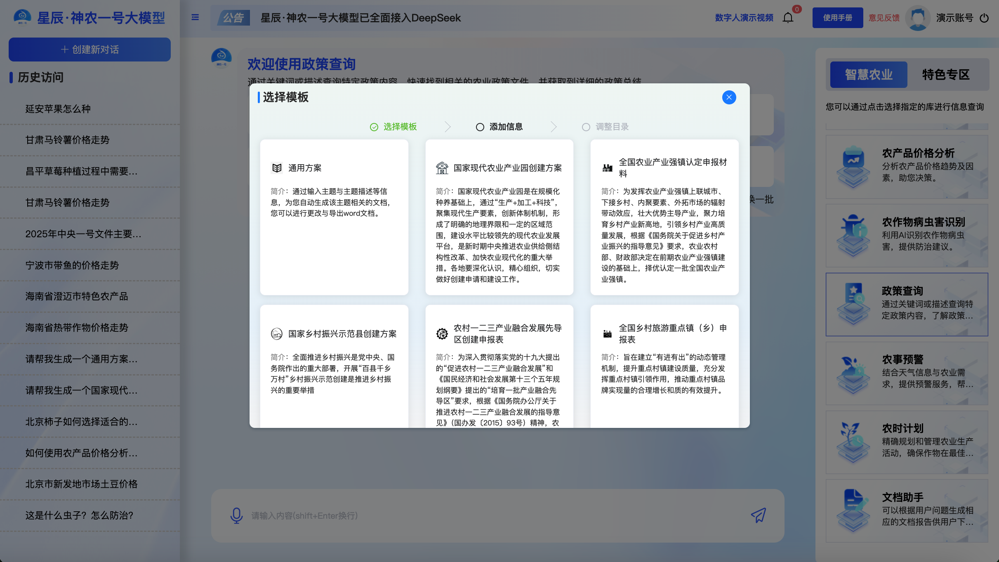 星辰·神农一号大模型
公告
星辰·神农一号大模型已全面接入DeepSeek
数字人演示视频
0
使用手册
意见反馈
演示账号
+ 创建新对话
历史访问
延安苹果怎么种
甘肃马铃薯价格走势
昌平草莓种植过程中需要...
甘肃马铃薯价格走势
2025年中央一号文件主要...
宁波市带鱼的价格走势
海南省澄迈市特色农产品
海南省热带作物价格走势
请帮我生成一个通用方案...
请帮我生成一个国家现代...
北京柿子如何选择适合的...
如何使用农产品价格分析...
北京市新发地市场土豆价格
这是什么虫子？怎么防治？
欢迎使用政策查询
通过关键词或描述查询特定政策内容，快速找到相关的农业政策文件，并获取到详细的政策总结
选择模板
选择模板
添加信息
调整目录
通用方案
简介：通过输入主题与主题描述等信
息，为您自动生成该主题相关的文档，
您可以进行更改与导出word文档。
国家现代农业产业园创建方案
简介：国家现代农业产业园是在规模化
种养基础上，通过“生产+加工+科技”，
聚集现代生产要素，创新体制机制，形
成了明确的地理界限和一定的区域范
围，建设水平比较领先的现代农业发展
平台，是新时期中央推进农业供给侧结
构性改革、加快农业现代化的重大举
措。各地要深化认识，精心组织，切实
做好创建申请和建设工作。
全国农业产业强镇认定申报材
料
简介：为发挥农业产业强镇上联城市、
下接乡村、内聚要素、外拓市场的辐射
带动效应，壮大优势主导产业，聚力培
育乡村产业新高地，引领乡村产业高质
量发展，根据《国务院关于促进乡村产
业振兴的指导意见》要求，农业农村
部、财政部决定在前期农业产业强镇建
设的基础上，择优认定一批全国农业产
业强镇。
国家乡村振兴示范县创建方案
简介：全面推进乡村振兴是党中央、国
务院作出的重大部署，开展“百县千乡
万村”乡村振兴示范创建是推进乡村振
兴的重要举措
农村一二三产业融合发展先导
区创建申报表
简介：为深入贯彻落实党的十九大提出
的“促进农村一二三产业融合发展”和
《国民经济和社会发展第十三个五年规
划纲要》提出的“培育一批产业融合先
导区”要求，根据《国务院办公厅关于
推进农村一二三产业融合发展的指导意
见》（国办发〔2015〕93号）精神，农
全国乡村旅游重点镇（乡）申
报表
简介：旨在建立“有进有出”的动态管理
机制，提升重点村镇建设质量，充分发
挥重点村镇引领作用，推动重点村镇品
牌实现量的合理增长和质的有效提升。
换一批
请输入内容(shift+Enter换行)
智慧农业
特色专区
您可以通过点击选择指定的库进行信息查询
农产品价格分析
分析农产品价格趋势及因
素，助您决策。
农作物病虫害识别
利用AI识别农作物病虫
害，提供防治建议。
政策查询
通过关键词或描述查询特
定政策内容，了解政策...
农事预警
结合天气信息与农业需
求，提供预警服务，帮...
农时计划
精确规划和管理农业生产
活动，确保作物在最佳...
文档助手
可以根据用户问题生成相
应的文档报告供用户下...